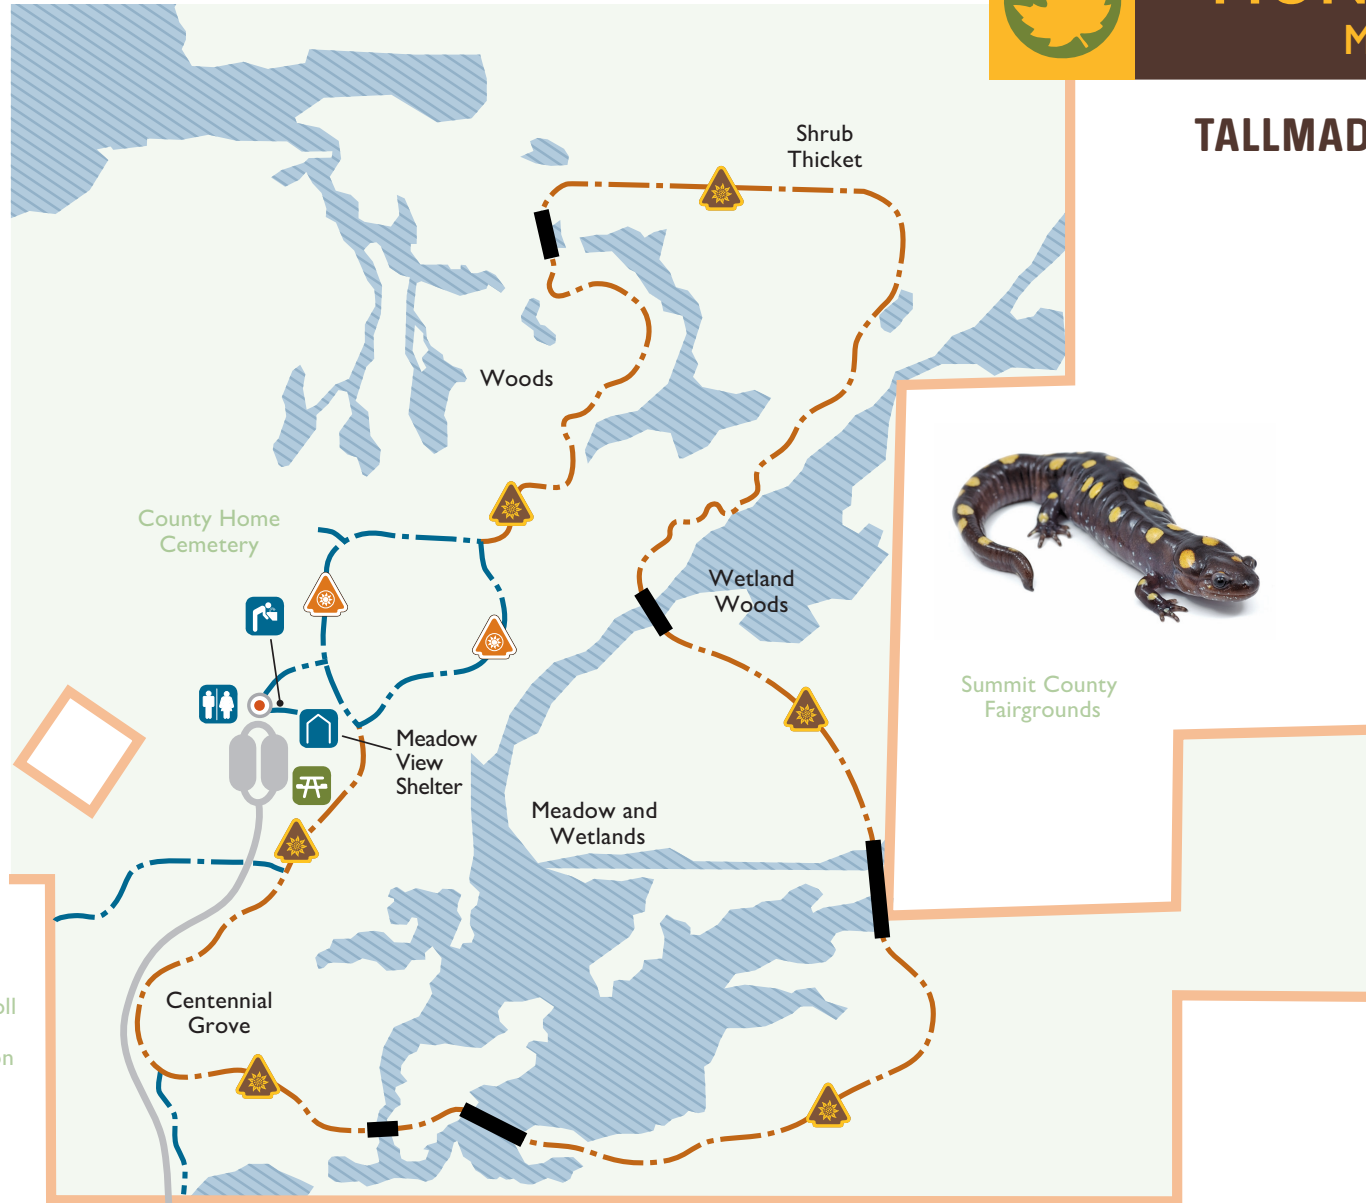 TALLMAD
Shrub
Thicket
Woods
County Home
Cemetery
Wetland
Woods
Summit County
Fairgrounds
Meadow
View
Shelter
Meadow and
Wetlands
Centennial
Grove